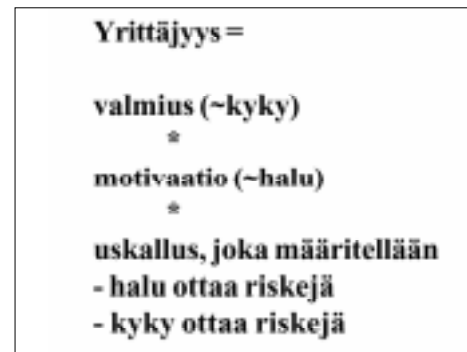 Yrittäjyys =
valmius (~kyky)
*
motivaatio (~halu)
*
uskallus, joka määritellään
- halu ottaa riskejä
- kyky ottaa riskejä